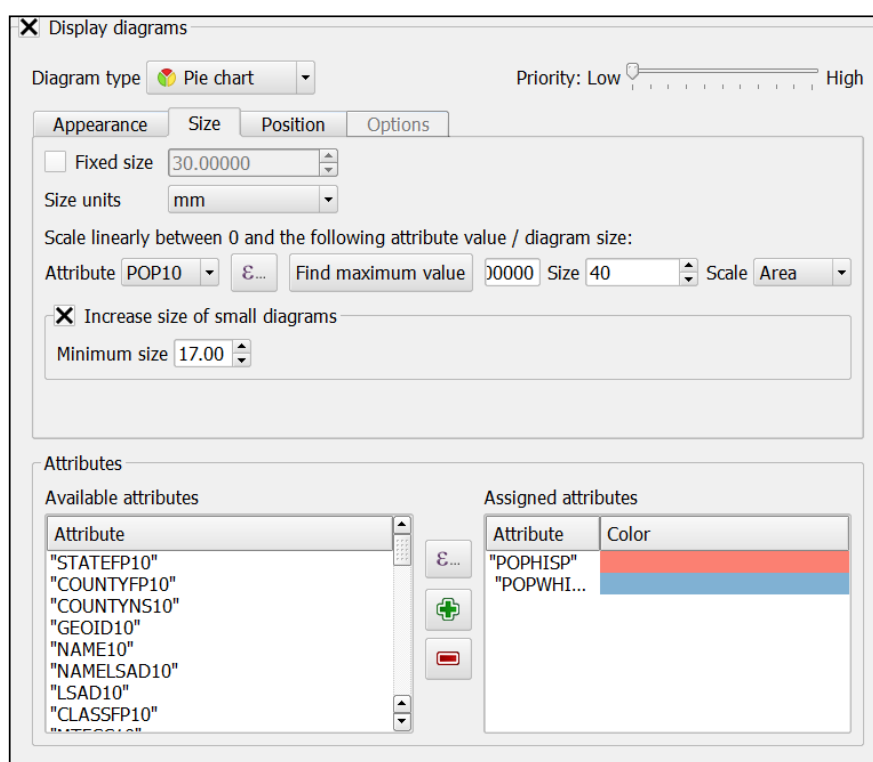 Display diagrams
Diagram type Pie chart Priority: Low High
Appearance Size Position Options
Fixed size 30.00000
Size units mm
Scale linearly between 0 and the following attribute value / diagram size:
Attribute POP10 ε... Find maximum value 00000 Size 40 Scale Area
Increase size of small diagrams
Minimum size 17.00
Attributes
Available attributes Assigned attributes
Attribute Attribute Color
"STATEFP10" ε... "POPHISP"
"COUNTYFP10" "POPWHI...
"COUNTYNS10"
"GEOID10"
"NAME10"
"NAMELSAD10"
"LSAD10"
"CLASSFP10"